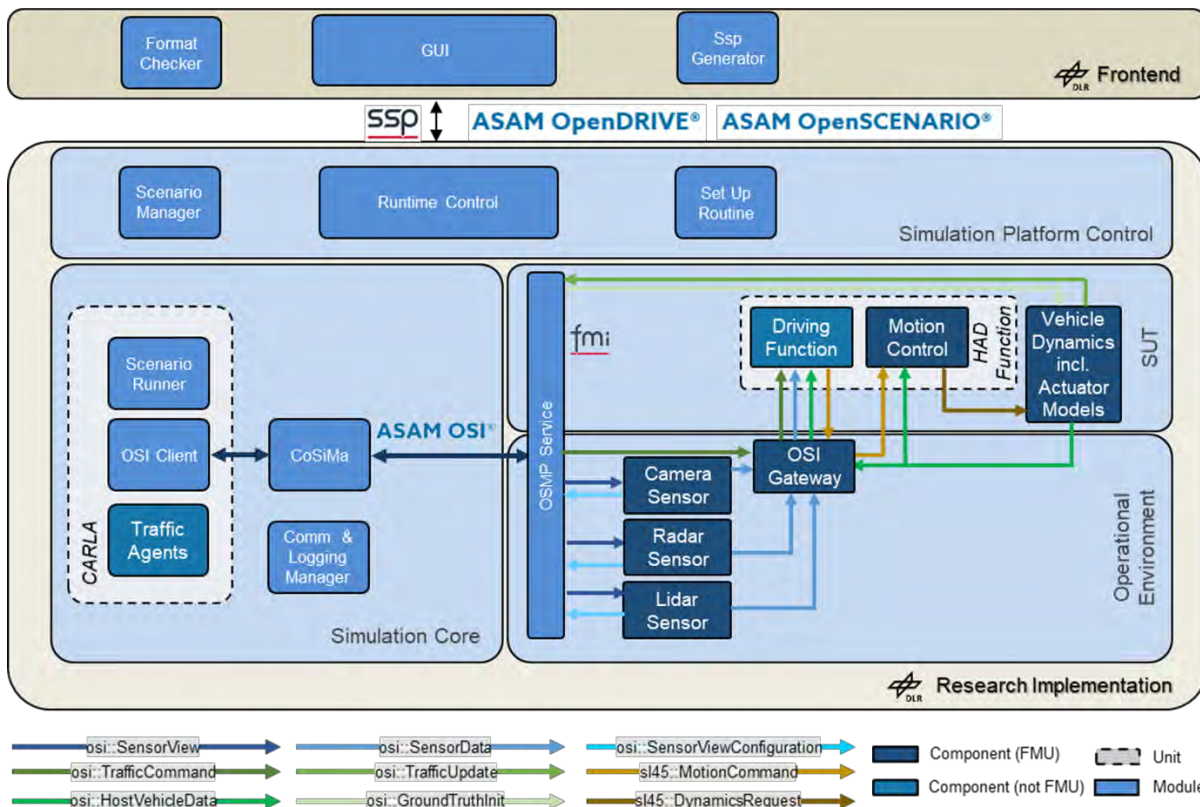 Format
Checker
GUI
Ssp
Generator
DLR
Frontend
ssp
ASAM OpenDRIVE®
ASAM OpenSCENARIO®
Scenario
Manager
Runtime Control
Set Up
Routine
Simulation Platform Control
CARLA
Scenario
Runner
OSI Client
Traffic
Agents
CoSiMa
Comm. &
Logging
Manager
Simulation Core
ASAM OSI®
OSMP Service
fmi
Driving
Function
Motion
Control
HAD
Function
Vehicle
Dynamics
incl.
Actuator
Models
SUT
OSI
Gateway
Camera
Sensor
Radar
Sensor
Lidar
Sensor
Operational
Environment
DLR
Research Implementation
osi::SensorView
osi::SensorData
osi::SensorViewConfiguration
osi::TrafficCommand
osi::TrafficUpdate
sl45::MotionCommand
osi::HostVehicleData
osi::GroundTruthInit
sl45::DynamicsRequest
Component (FMU)
Unit
Component (not FMU)
Module